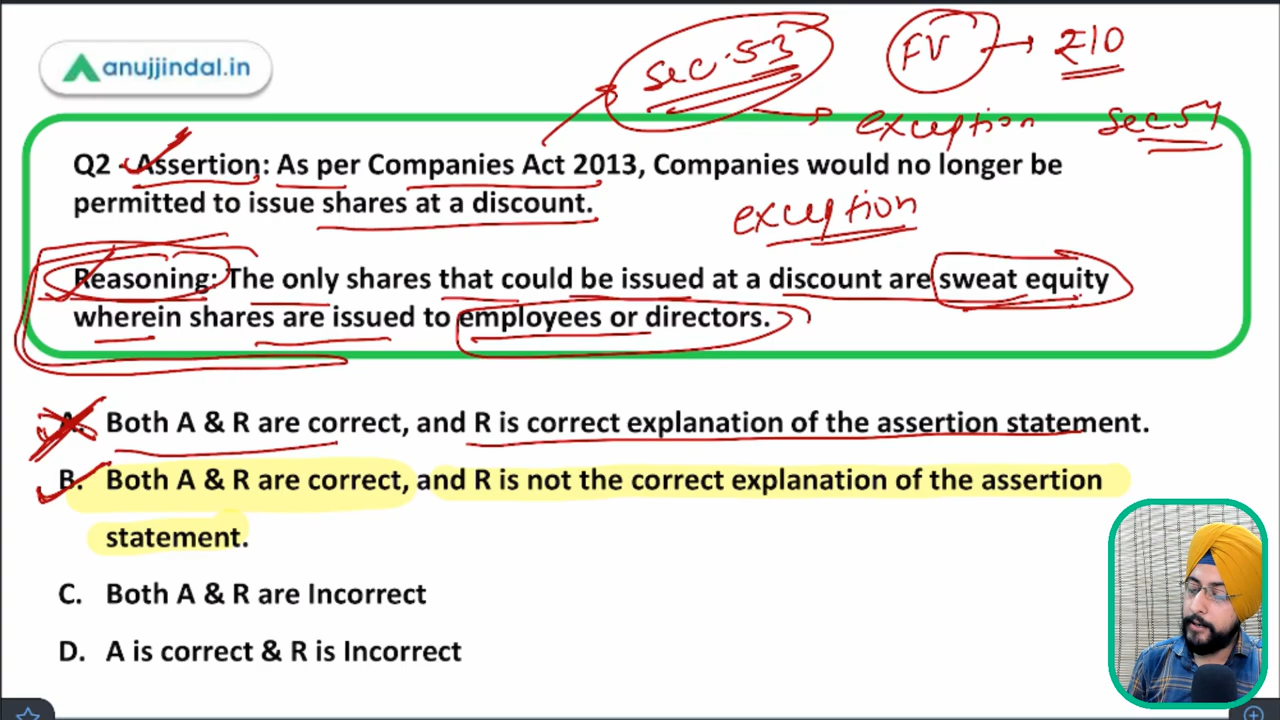 anujjindal.in
Sec.53
FV → ₹10
exception Sec 54
Q2 - Assertion: As per Companies Act 2013, Companies would no longer be
permitted to issue shares at a discount.
exception
Reasoning: The only shares that could be issued at a discount are sweat equity
wherein shares are issued to employees or directors.
A. Both A & R are correct, and R is correct explanation of the assertion statement.
B. Both A & R are correct, and R is not the correct explanation of the assertion
statement.
C. Both A & R are Incorrect
D. A is correct & R is Incorrect